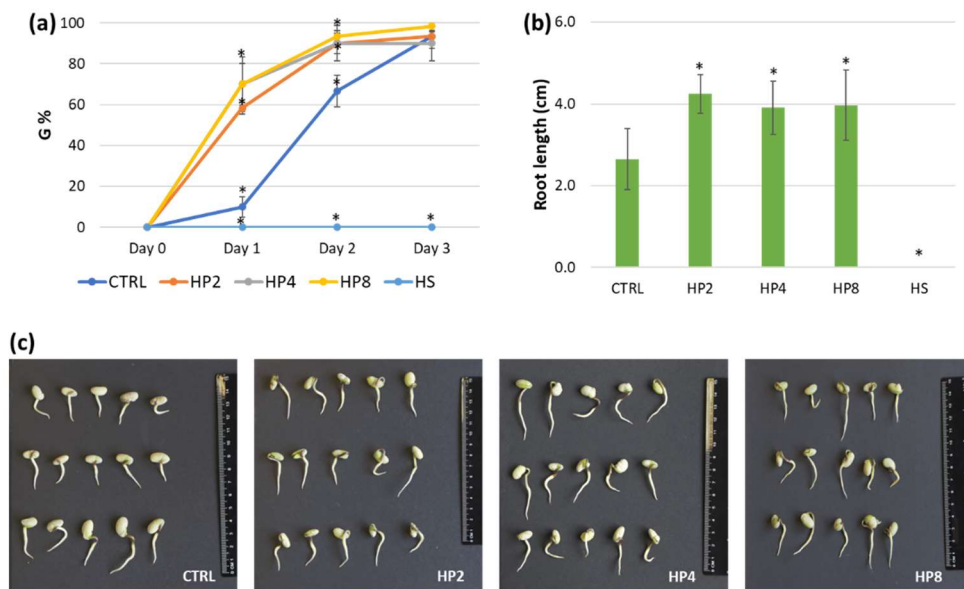 (a)
100
80
60
40
20
0
G %
* * * * * * * * *
Day 0 Day 1 Day 2 Day 3
CTRL HP2 HP4 HP8 HS
(b)
6.0
4.0
2.0
0.0
Root length (cm)
* * * *
CTRL HP2 HP4 HP8 HS
(c)
CTRL
HP2
HP4
HP8